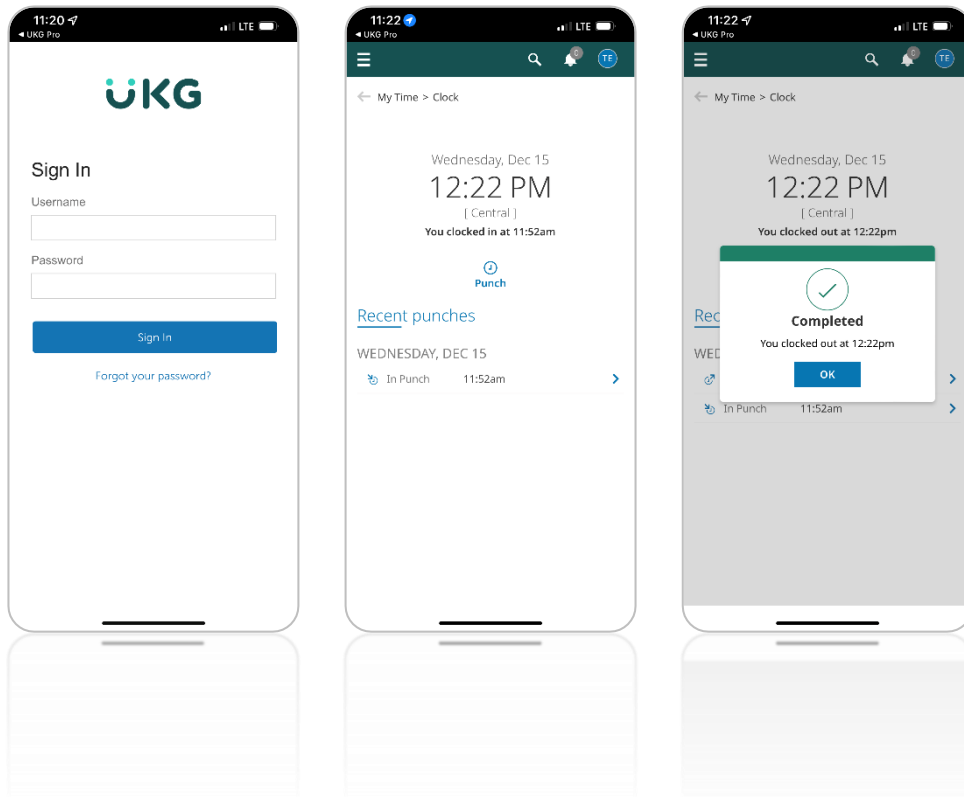 11:20
LTE
UKG Pro
UKG
Sign In
Username
Password
Sign In
Forgot your password?
11:22
LTE
UKG Pro
C
TE
My Time > Clock
Wednesday, Dec 15
12:22 PM
[ Central ]
You clocked in at 11:52am
Punch
Recent punches
WEDNESDAY, DEC 15
In Punch 11:52am
11:22
LTE
UKG Pro
C
TE
My Time > Clock
Wednesday, Dec 15
12:22 PM
[ Central ]
You clocked out at 12:22pm
Completed
You clocked out at 12:22pm
OK
Rec
WED
In Punch 11:52am